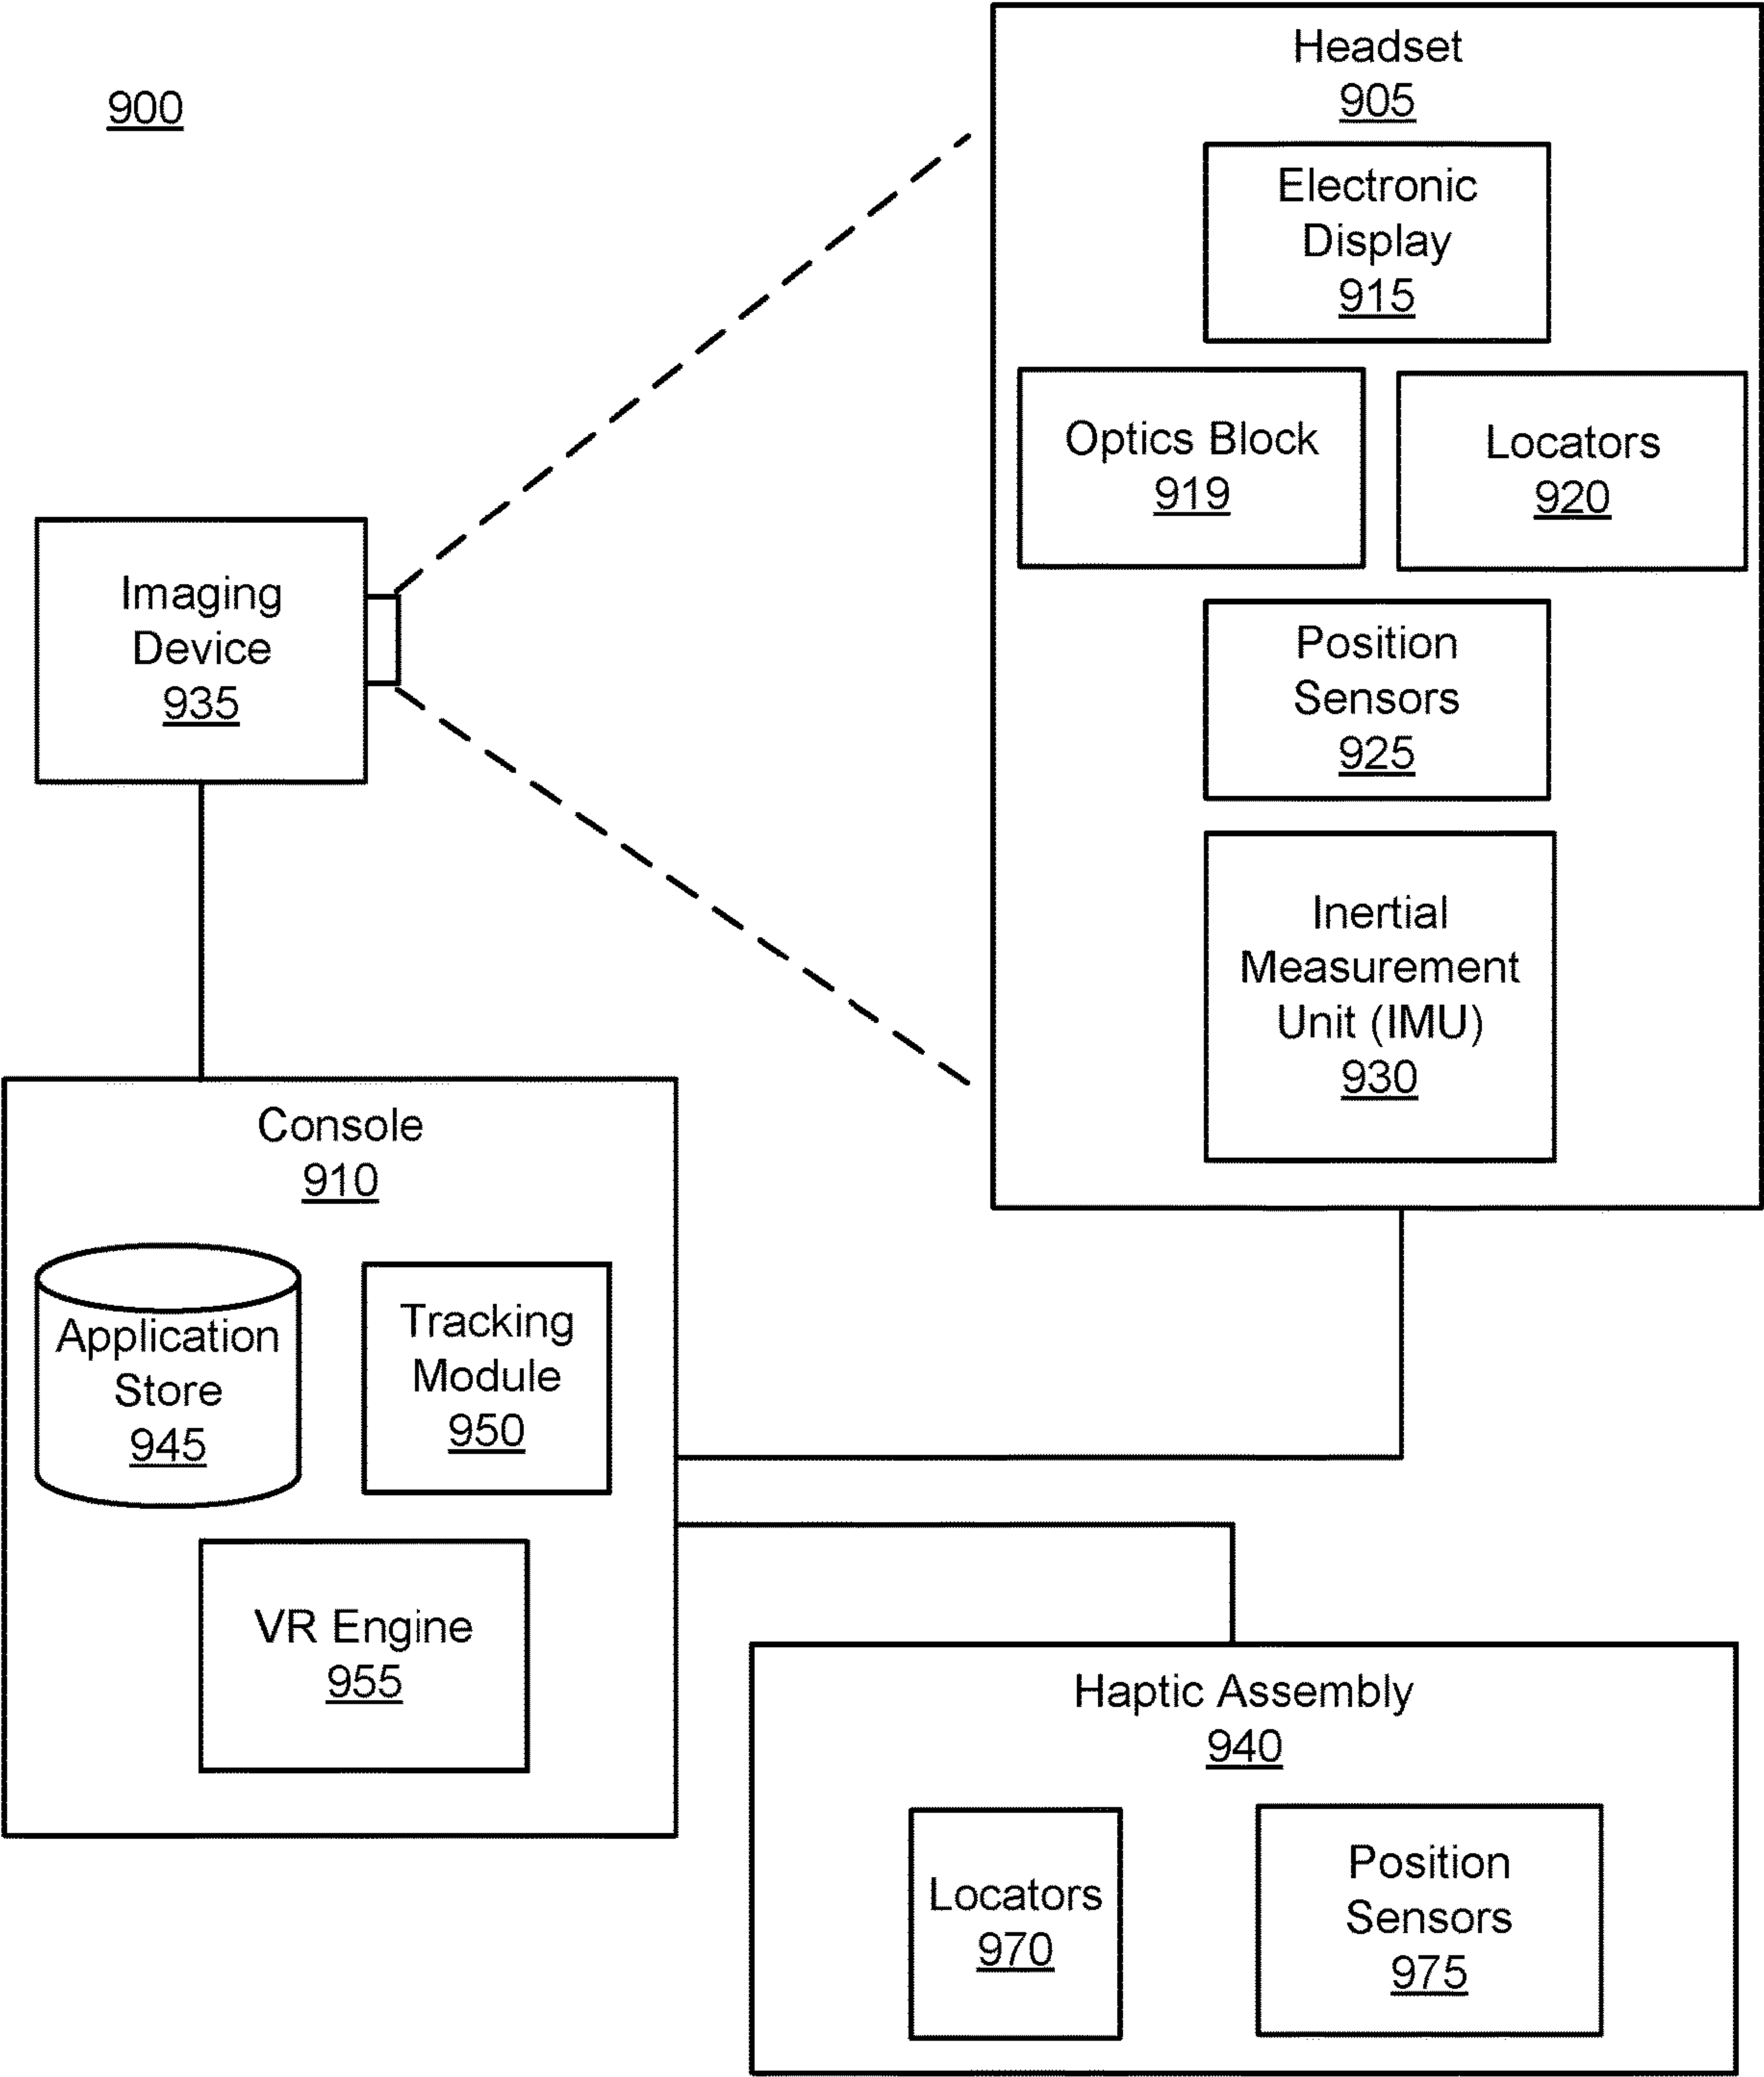 900
Headset
905
Electronic
Display
915
Optics Block
919
Locators
920
Position
Sensors
925
Inertial
Measurement
Unit (IMU)
930
Imaging
Device
935
Console
910
Application
Store
945
Tracking
Module
950
VR Engine
955
Haptic Assembly
940
Locators
970
Position
Sensors
975